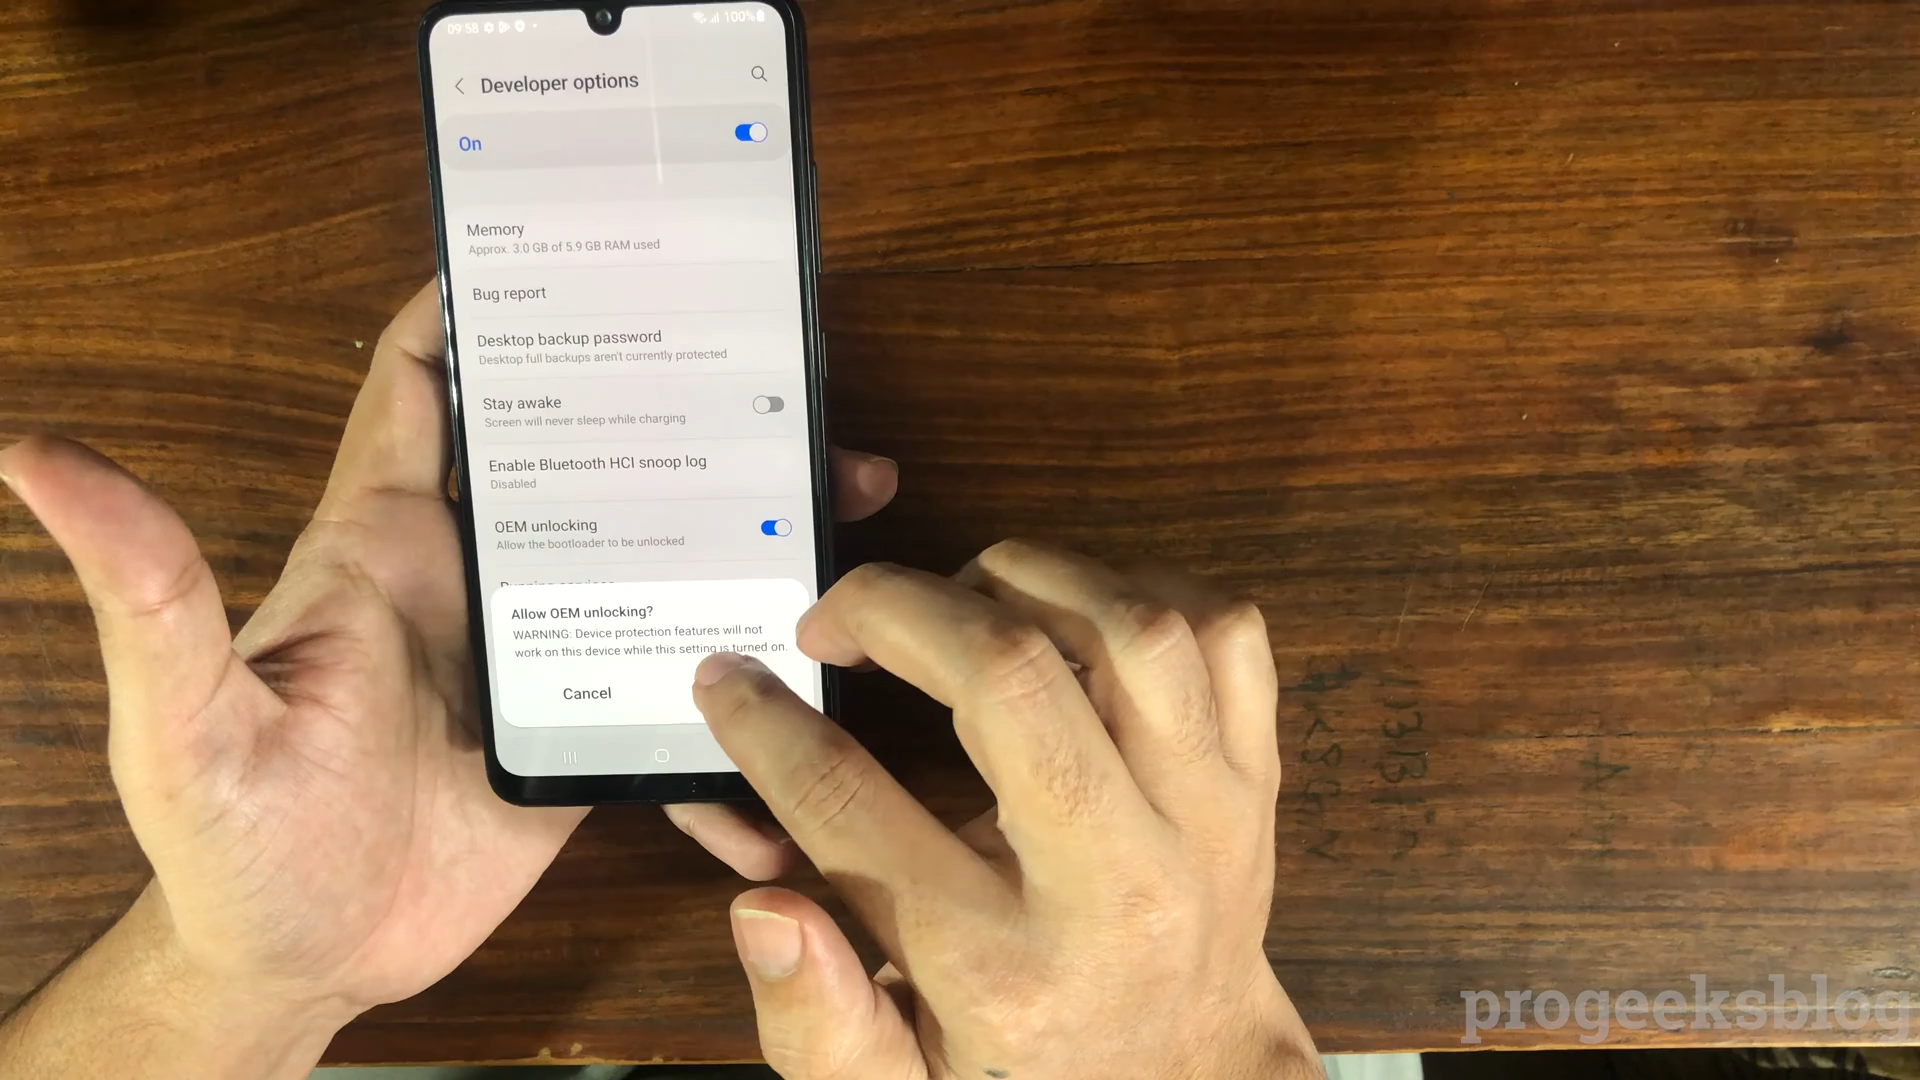 09:58
100%
Developer options
On
Memory
Approx. 3.0 GB of 5.9 GB RAM used
Bug report
Desktop backup password
Desktop full backups aren't currently protected
Stay awake
Screen will never sleep while charging
Enable Bluetooth HCI snoop log
Disabled
OEM unlocking
Allow the bootloader to be unlocked
Running services
Allow OEM unlocking?
WARNING: Device protection features will not
work on this device while this setting is turned on.
Cancel
progeeksblog